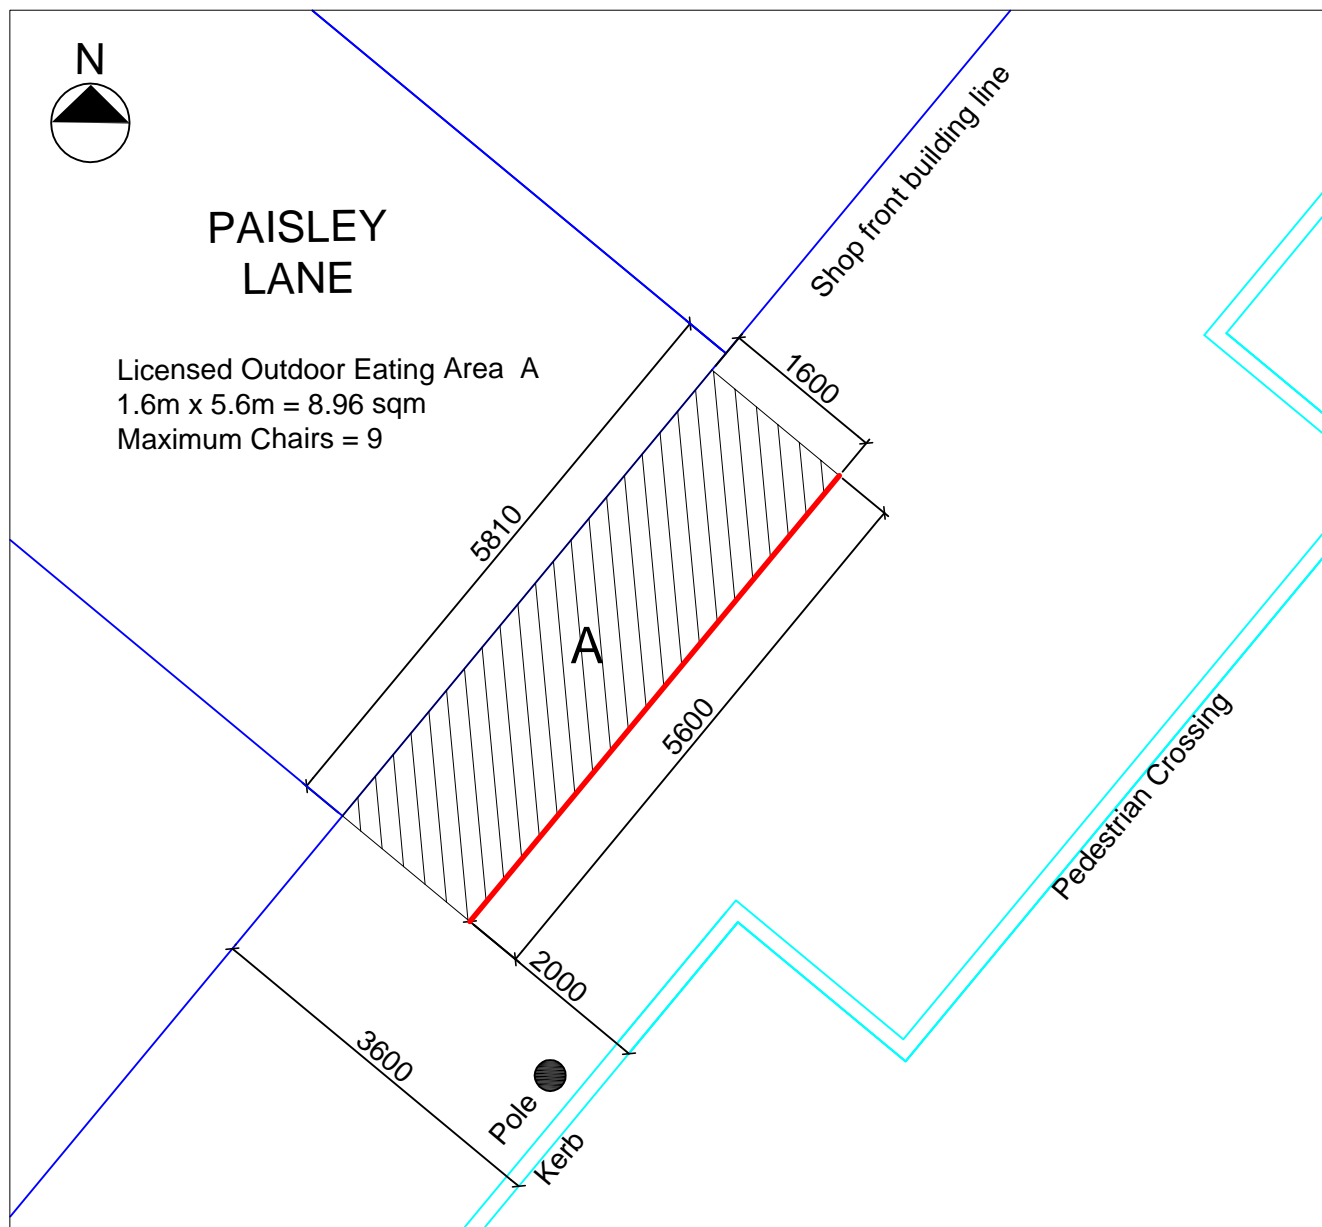 N
PAISLEY
LANE
Licensed Outdoor Eating Area A
1.6m x 5.6m = 8.96 sqm
Maximum Chairs = 9
Shop front building line
1600
5810
A
5600
Pedestrian Crossing
2000
3600
Pole
Kerb